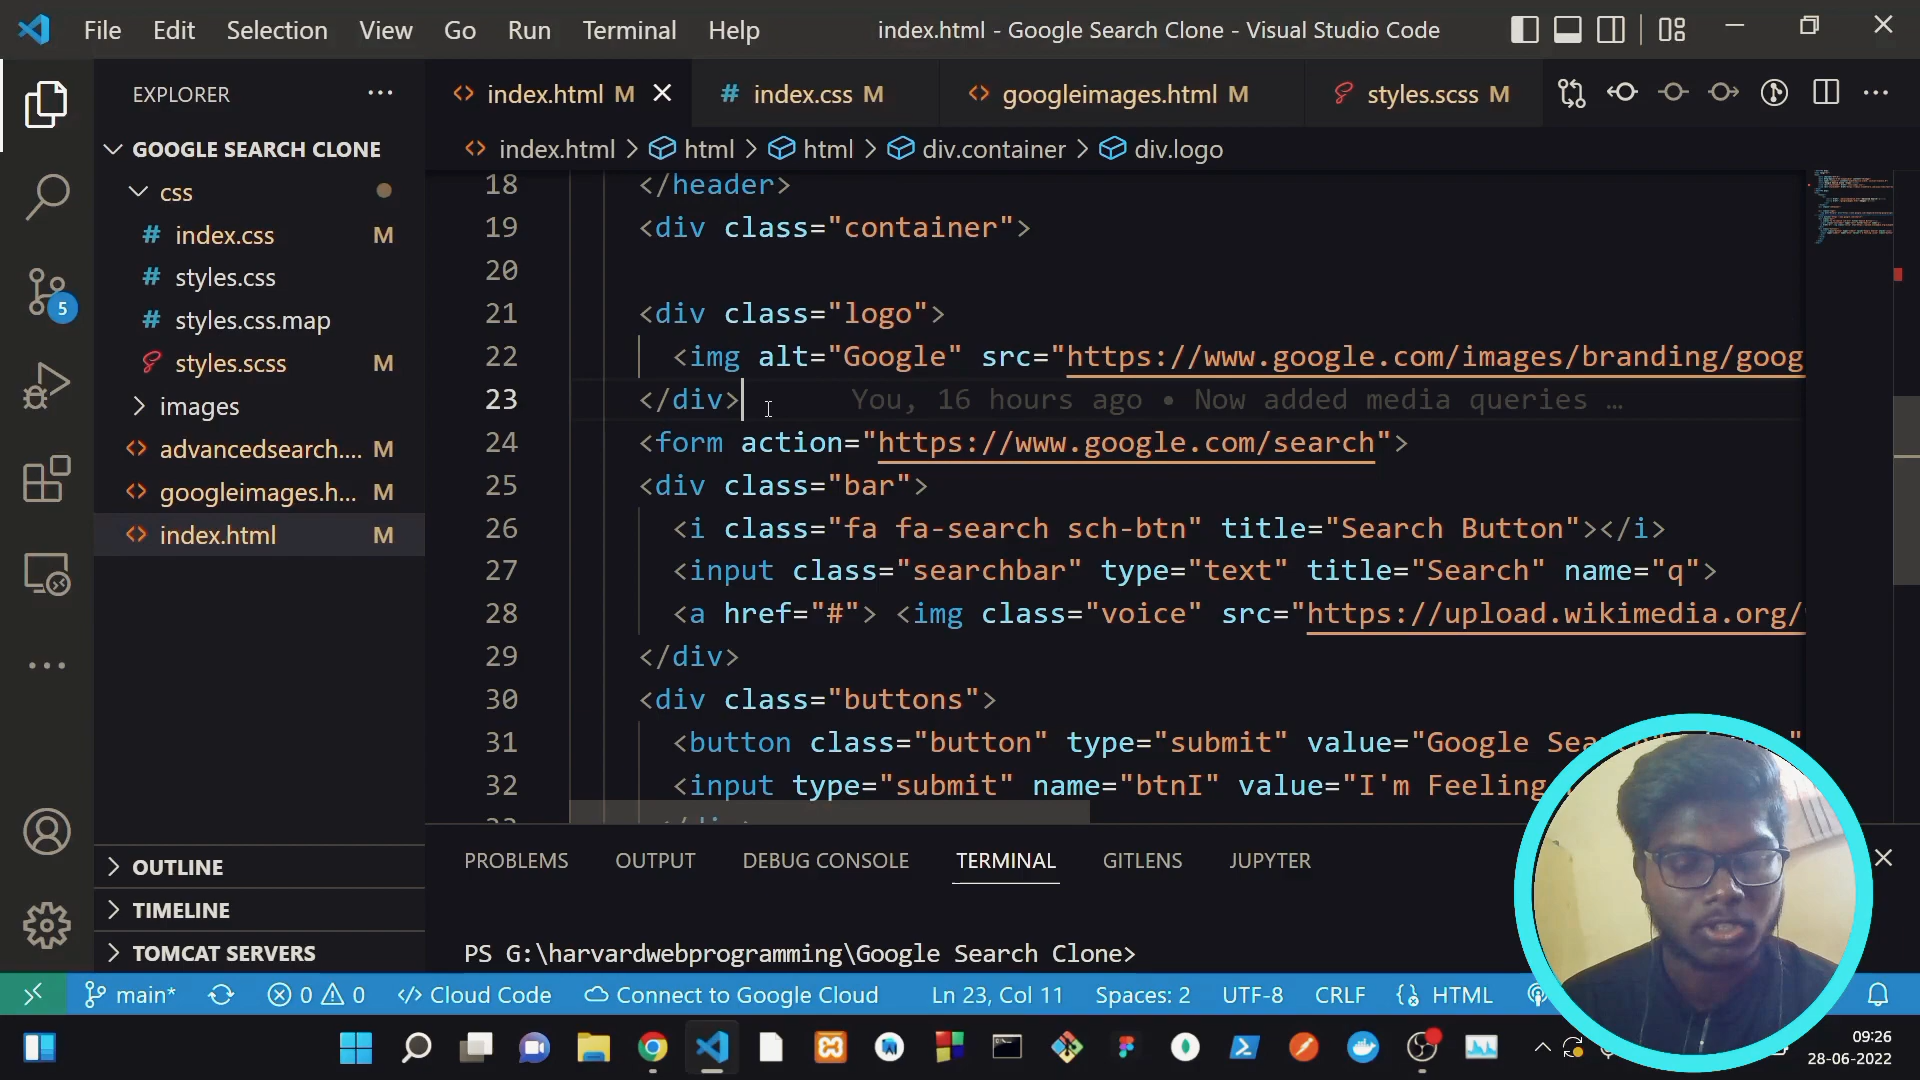 File Edit Selection View Go Run Terminal Help index.html - Google Search Clone - Visual Studio Code
EXPLORER
GOOGLE SEARCH CLONE
css
index.css M
styles.css
styles.css.map
styles.scss M
images
advancedsearch.... M
googleimages.h... M
index.html M
OUTLINE
TIMELINE
TOMCAT SERVERS
5
index.html M index.css M googleimages.html M styles.scss M
index.html > html > html > div.container > div.logo
18 </header>
19 <div class="container">
20
21 <div class="logo">
22 <img alt="Google" src="https://www.google.com/images/branding/goog
23 </div> You, 16 hours ago • Now added media queries …
24 <form action="https://www.google.com/search">
25 <div class="bar">
26 <i class="fa fa-search sch-btn" title="Search Button"></i>
27 <input class="searchbar" type="text" title="Search" name="q">
28 <a href="#"> <img class="voice" src="https://upload.wikimedia.org/
29 </div>
30 <div class="buttons">
31 <button class="button" type="submit" value="Google
32 <input type="submit" name="btnI" value="I'm Feeling
PROBLEMS OUTPUT DEBUG CONSOLE TERMINAL GITLENS JUPYTER
PS G:\harvardwebprogramming\Google Search Clone>
main* 0 0 Cloud Code Connect to Google Cloud Ln 23, Col 11 Spaces: 2 UTF-8 CRLF HTML
09:26
28-06-2022